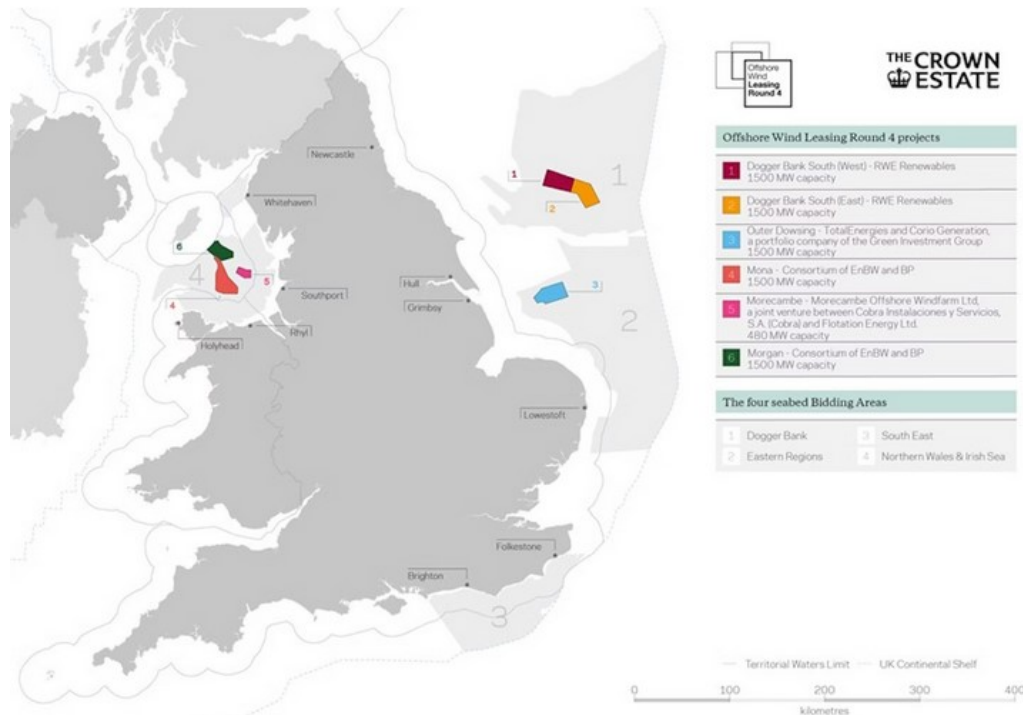 Offshore
Wind
Leasing
Round 4
THE CROWN
ESTATE
Offshore Wind Leasing Round 4 projects
1 Dogger Bank South (West) - RWE Renewables
1500 MW capacity
2 Dogger Bank South (East) - RWE Renewables
1500 MW capacity
3 Outer Dowsing - TotalEnergies and Corio Generation,
a portfolio company of the Green Investment Group
1500 MW capacity
4 Mona - Consortium of EnBW and BP
1500 MW capacity
5 Morecambe - Morecambe Offshore Windfarm Ltd,
a joint venture between Cobra Instalaciones y Servicios,
S.A. (Cobra) and Flotation Energy Ltd.
480 MW capacity
6 Morgan - Consortium of EnBW and BP
1500 MW capacity
The four seabed Bidding Areas
1 Dogger Bank
3 South East
2 Eastern Regions
4 Northern Wales & Irish Sea
Newcastle
1
1
Whitehaven
2
6
4
5
Southport
Hull
3
Grimsby
4
2
Rhyl
Holyhead
Lowestoft
Folkestone
Brighton
3
Territorial Waters Limit
UK Continental Shelf
0 100 200 300 400
kilometres